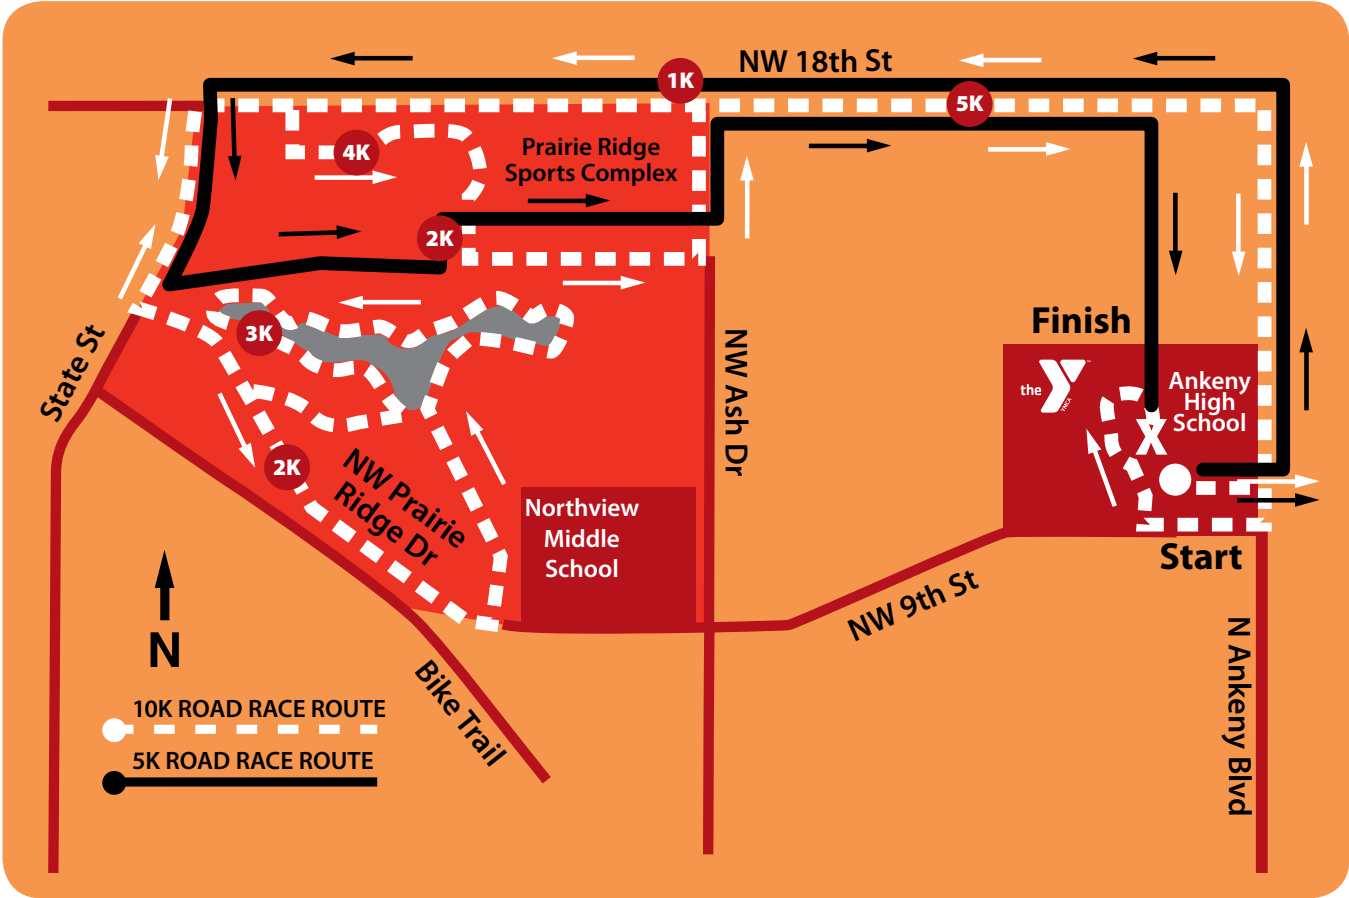 NW 18th St
1K
5K
4K
Prairie Ridge
Sports Complex
2K
3K
Finish
State St
NW Ash Dr
the
YMCA
Ankeny
High
School
X
2K
NW Prairie
Ridge Dr
Northview
Middle
School
Start
NW 9th St
N
Bike Trail
N Ankeny Blvd
10K ROAD RACE ROUTE
5K ROAD RACE ROUTE